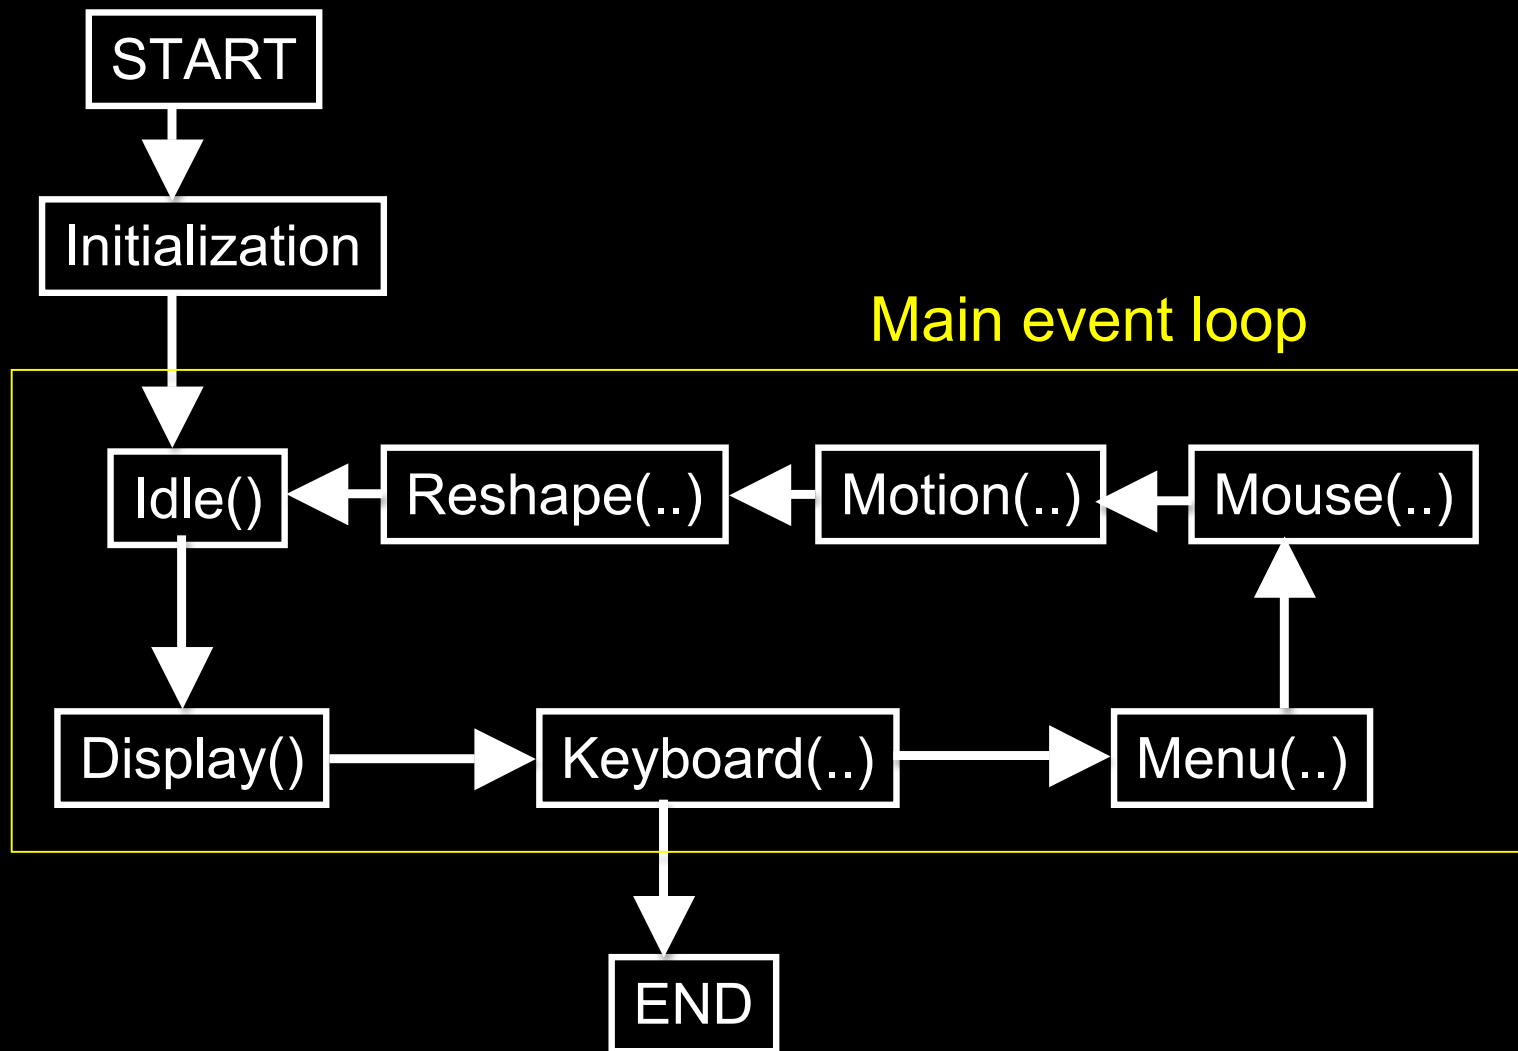 START
Initialization
Main event loop
Idle()
Reshape(..)
Motion(..)
Mouse(..)
Display()
Keyboard(..)
Menu(..)
END